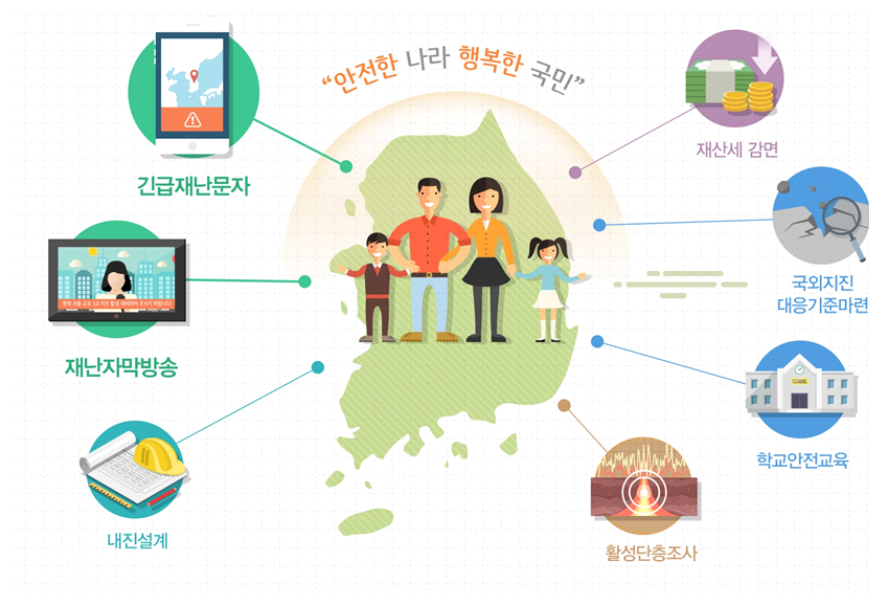 “안전한 나라 행복한 국민”
긴급재난문자
재난자막방송
내진설계
재산세 감면
국외지진
대응기준마련
학교안전교육
활성단층조사